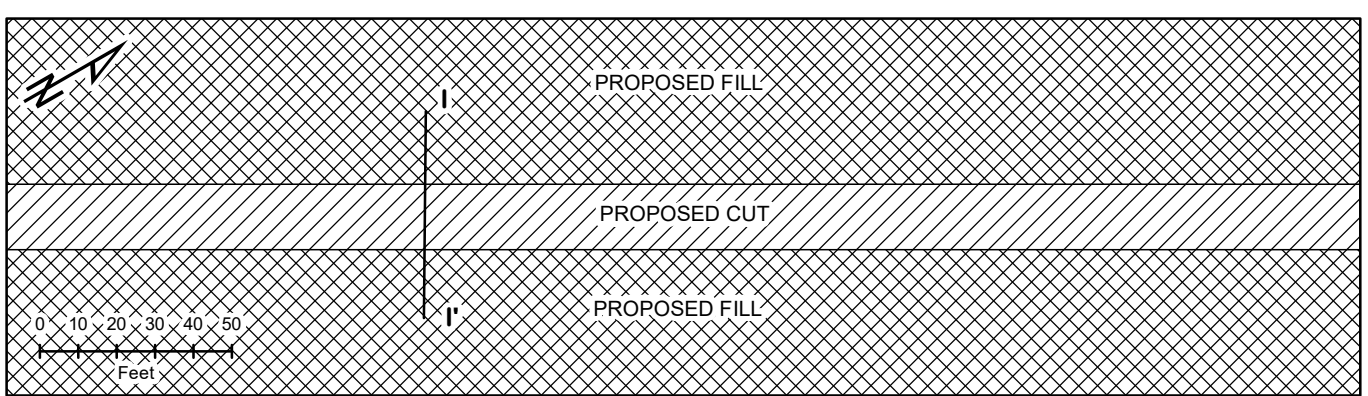 N
PROPOSED FILL
I
PROPOSED CUT
PROPOSED FILL
I'
0 10 20 30 40 50
Feet